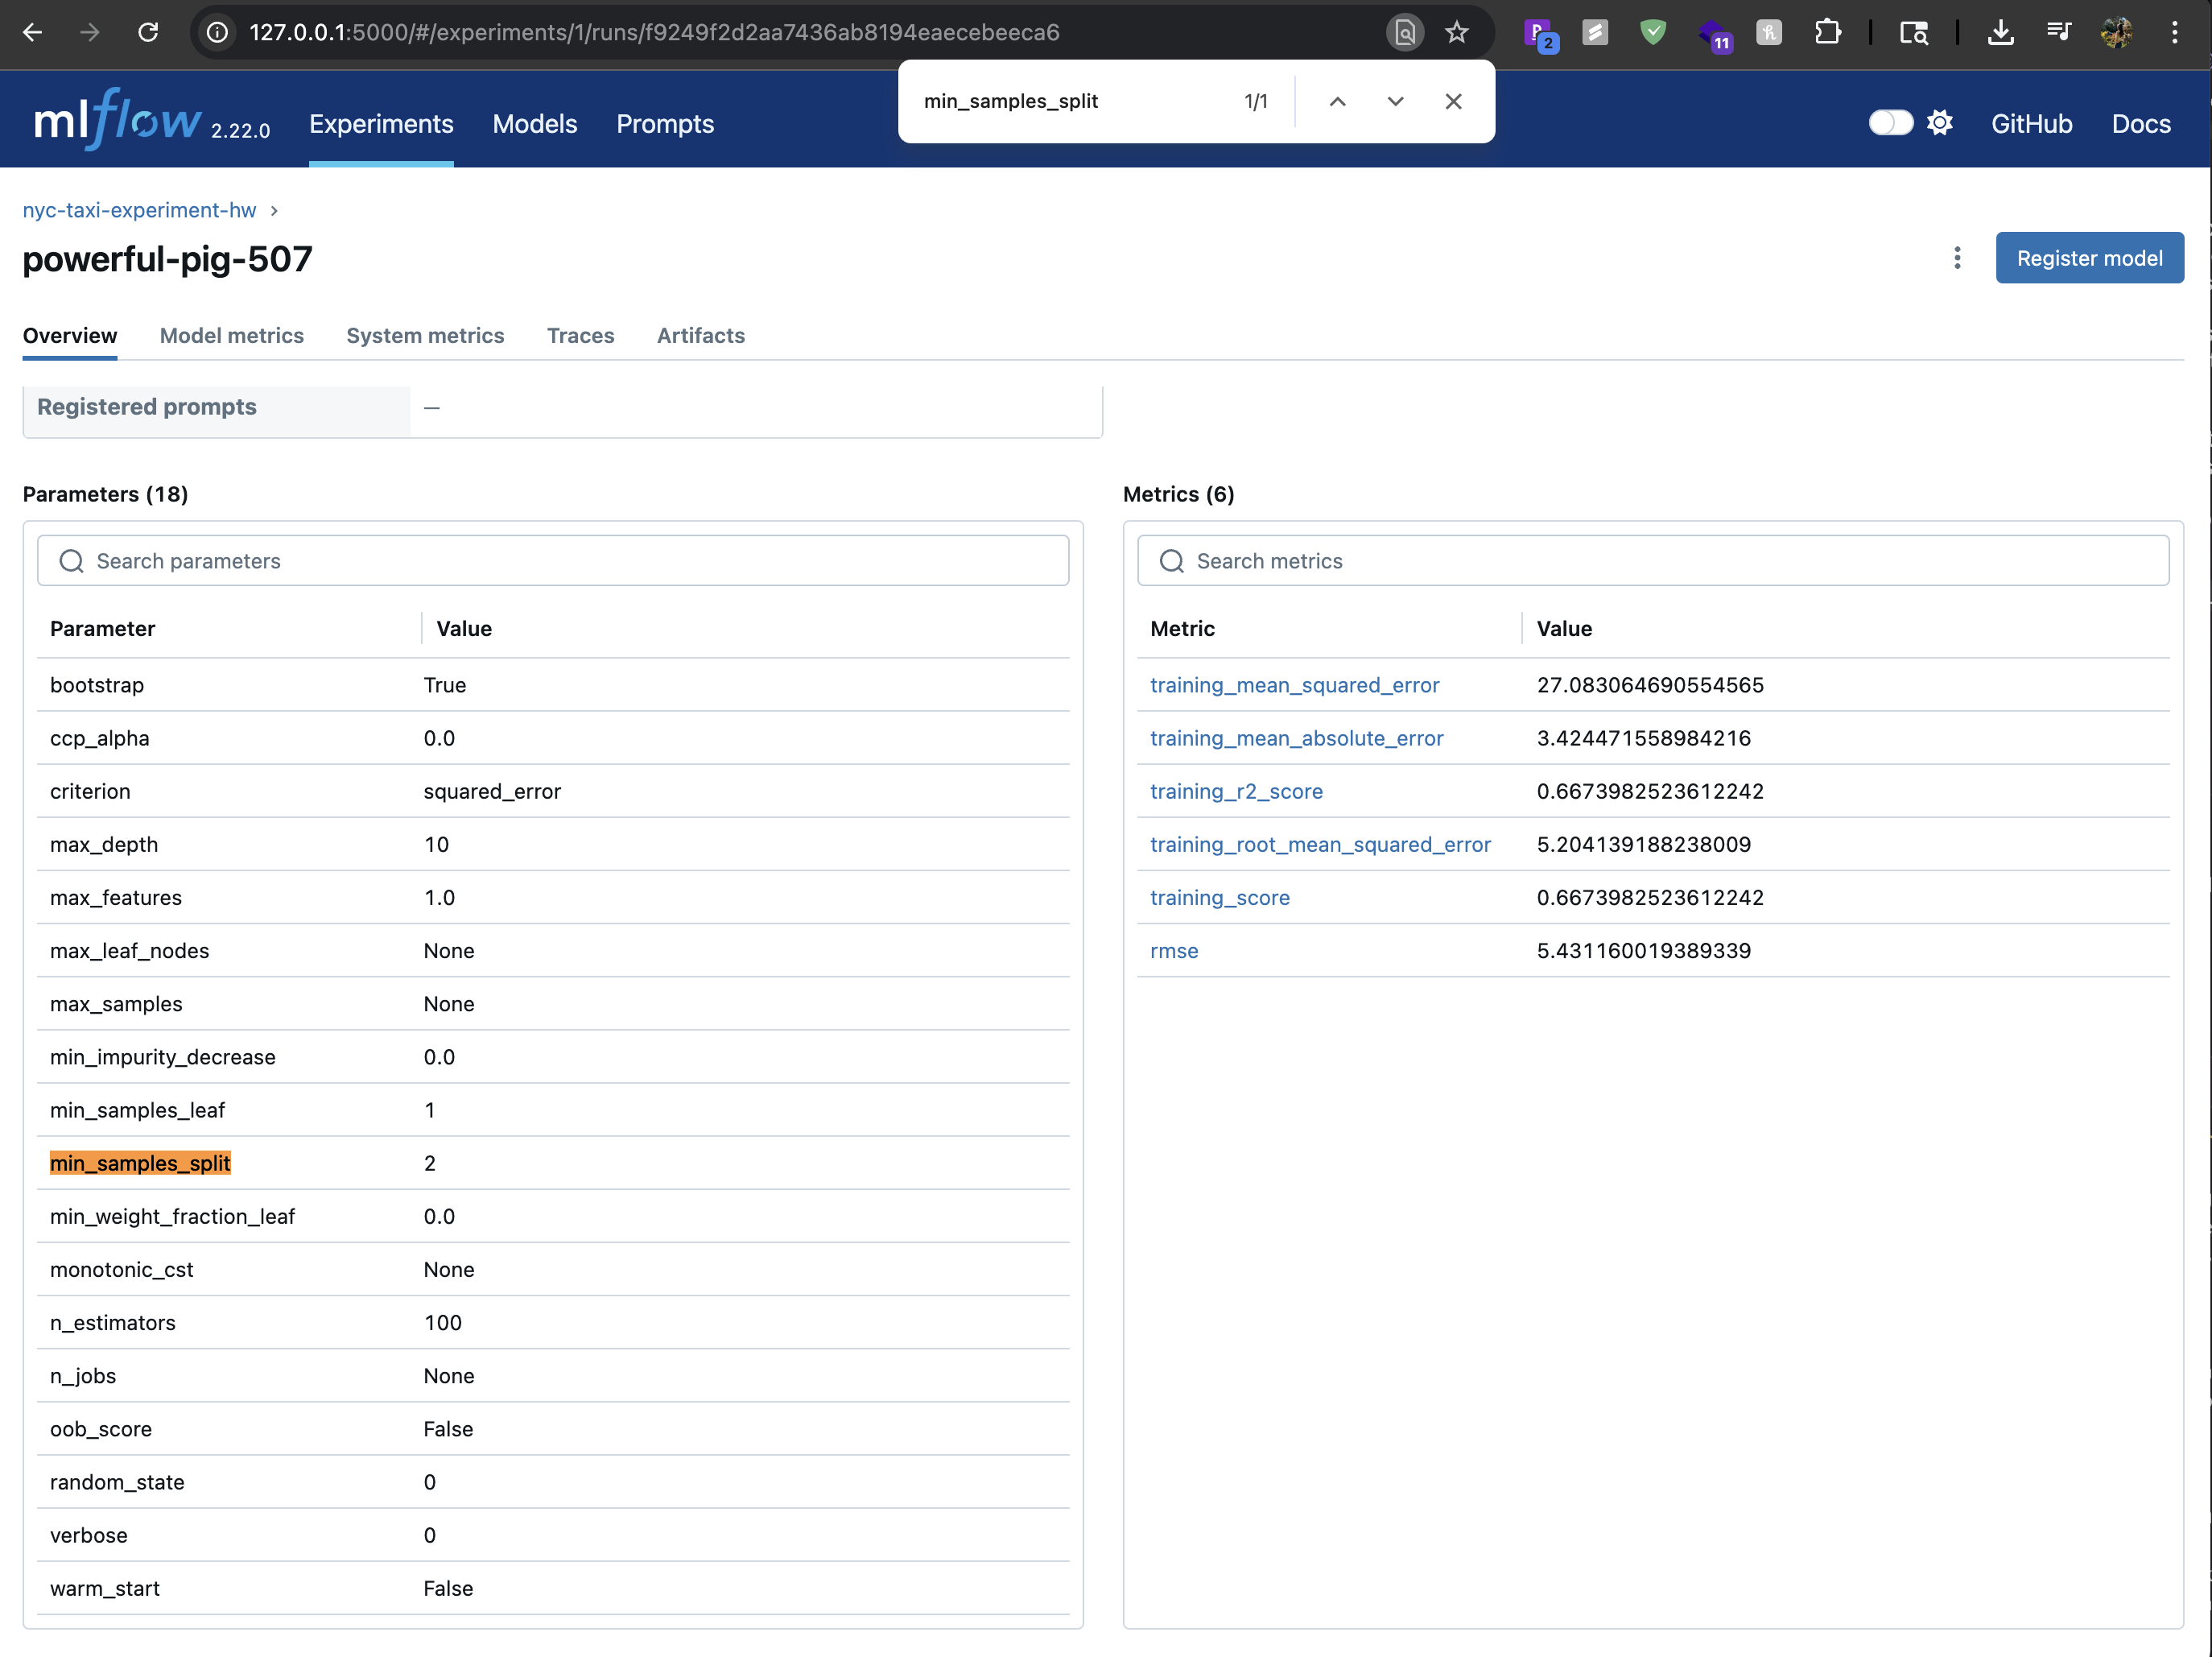 127.0.0.1:5000/#/experiments/1/runs/f9249f2d2aa7436ab8194eaecebeeca6
2
11
min_samples_split 1/1
mlflow 2.22.0 Experiments Models Prompts GitHub Docs
nyc-taxi-experiment-hw
powerful-pig-507
Register model
Overview Model metrics System metrics Traces Artifacts
Registered prompts —
Parameters (18)
Search parameters
Parameter Value
bootstrap True
ccp_alpha 0.0
criterion squared_error
max_depth 10
max_features 1.0
max_leaf_nodes None
max_samples None
min_impurity_decrease 0.0
min_samples_leaf 1
min_samples_split 2
min_weight_fraction_leaf 0.0
monotonic_cst None
n_estimators 100
n_jobs None
oob_score False
random_state 0
verbose 0
warm_start False
Metrics (6)
Search metrics
Metric Value
training_mean_squared_error 27.083064690554565
training_mean_absolute_error 3.424471558984216
training_r2_score 0.6673982523612242
training_root_mean_squared_error 5.204139188238009
training_score 0.6673982523612242
rmse 5.431160019389339